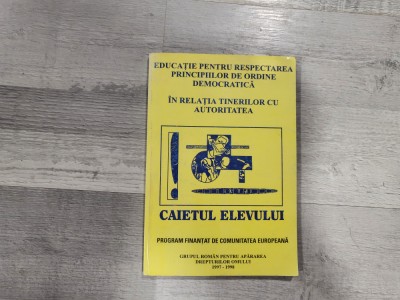 EDUCAȚIE PENTRU RESPECTAREA
PRINCIPIILOR DE ORDINE
DEMOCRATICĂ
ÎN RELAȚIA TINERILOR CU
AUTORITATEA
CAIETUL ELEVULUI
PROGRAM FINANȚAT DE COMUNITATEA EUROPEANĂ
GRUPUL ROMÂN PENTRU APĂRAREA
DREPTURILOR OMULUI
1997 - 1998